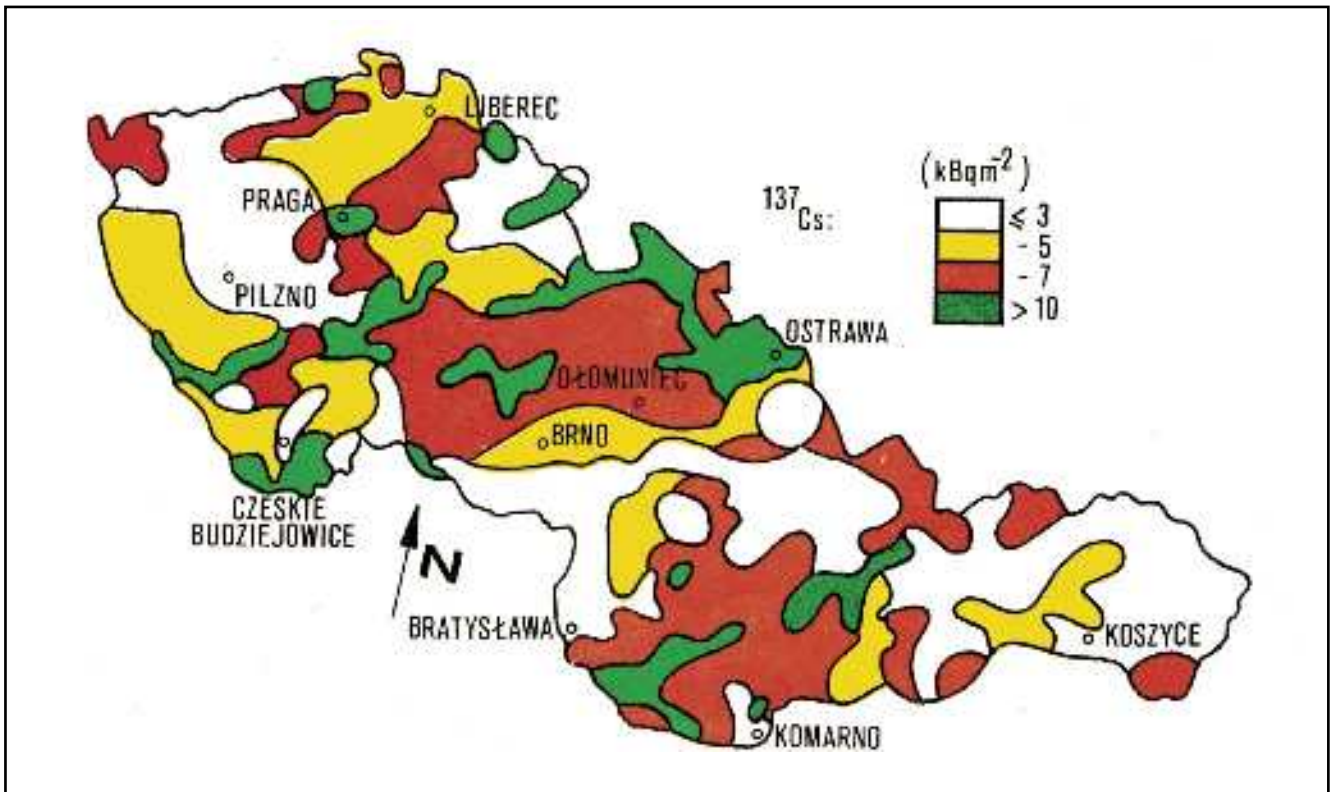 LIBEREC
PRAGA
PILZNO
137Cs:
(kBqm-2)
≤ 3
- 5
- 7
> 10
OSTRAWA
OŁOMUNIEC
BRNO
CZESKIE
BUDZIEJOWICE
N
BRATYSŁAWA
KOSZYCE
KOMARNO